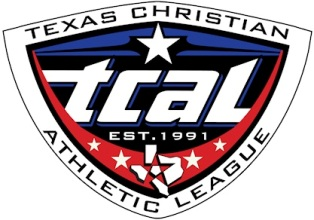 TEXAS CHRISTIAN
tcal
EST. 1991
ATHLETIC LEAGUE